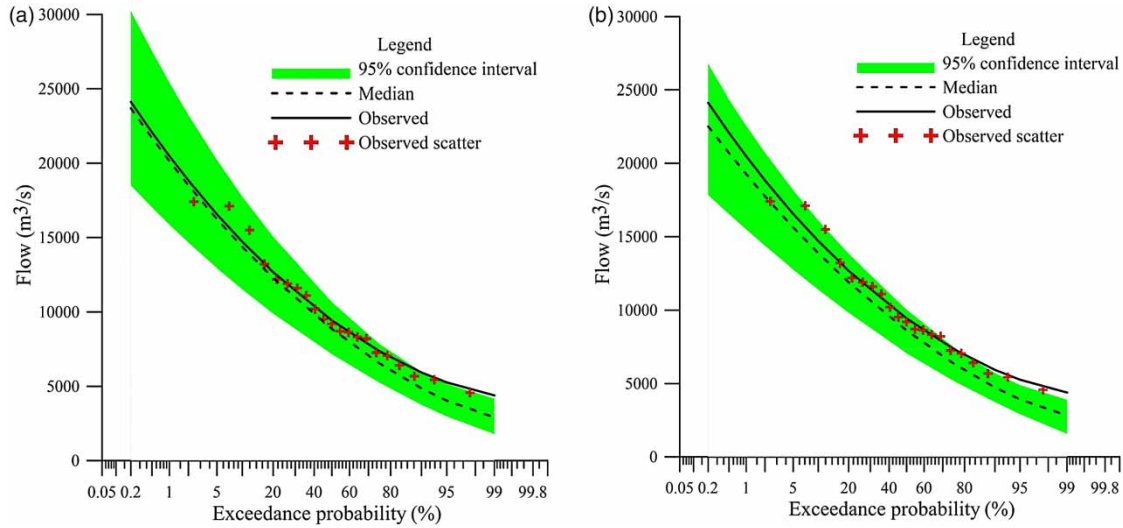 (a)
30000
25000
20000
15000
10000
5000
0
Flow (m3/s)
Legend
95% confidence interval
Median
Observed
Observed scatter
0.05 0.2 1 5 20 40 60 80 95 99 99.8
Exceedance probability (%)
(b)
30000
25000
20000
15000
10000
5000
0
Flow (m3/s)
Legend
95% confidence interval
Median
Observed
Observed scatter
0.05 0.2 1 5 20 40 60 80 95 99 99.8
Exceedance probability (%)